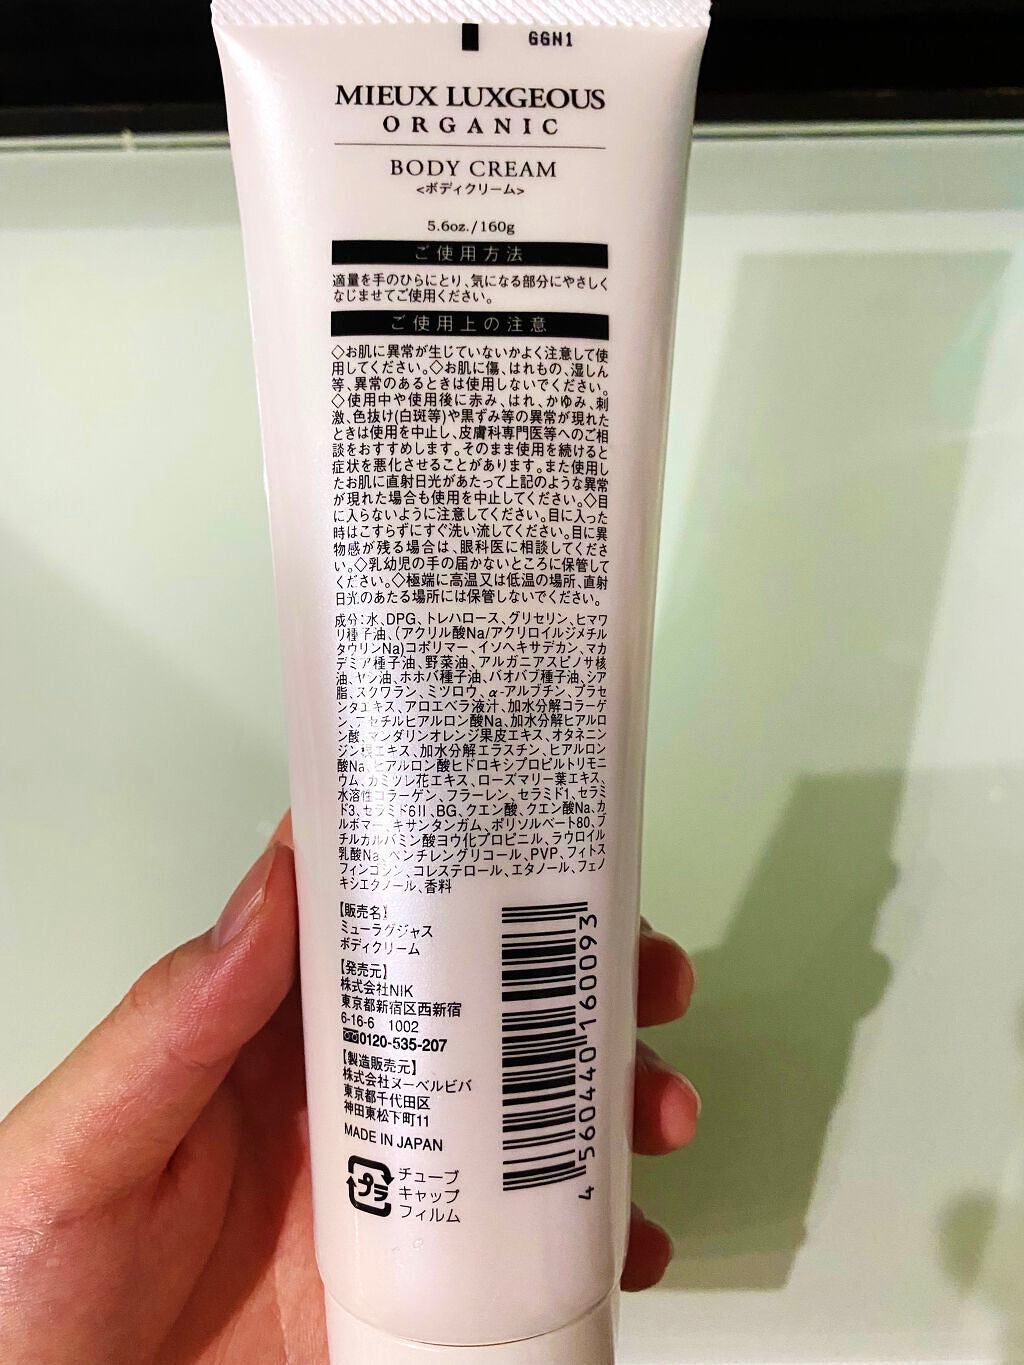 GGN1
MIEUX LUXGEOUS
ORGANIC
BODY CREAM
<ボディクリーム>
5.6oz./160g
ご使用方法
適量を手のひらにとり、気になる部分にやさしく
なじませてご使用ください。
ご使用上の注意
◇お肌に異常が生じていないかよく注意して使
用してください。◇お肌に傷、はれもの、湿しん
等、異常のあるときは使用しないでください。
◇使用中や使用後に赤み、はれ、かゆみ、刺
激、色抜け(白斑等)や黒ずみ等の異常が現れた
ときは使用を中止し、皮膚科専門医等へのご相
談をおすすめします。そのまま使用を続けると
症状を悪化させることがあります。また使用し
たお肌に直射日光があたって上記のような異常
が現れた場合も使用を中止してください。◇目
に入らないように注意してください。目に入った
時はこすらずにすぐ洗い流してください。目に異
物感が残る場合は、眼科医に相談してくださ
い。◇乳幼児の手の届かないところに保管して
ください。◇極端に高温又は低温の場所、直射
日光のあたる場所には保管しないでください。
成分:水、DPG、トレハロース、グリセリン、ヒマワ
リ種子油、(アクリル酸Na/アクリロイルジメチル
タウリンNa)コポリマー、イソヘキサデカン、マカ
デミア種子油、野菜油、アルガニアスピノサ核
油、ヤシ油、ホホバ種子油、バオバブ種子油、シア
脂、スクワラン、ミツロウ、α-アルブチン、プラセ
ンタエキス、アロエベラ液汁、加水分解コラーゲ
ン、アセチルヒアルロン酸Na、加水分解ヒアルロ
ン酸、マンダリンオレンジ果皮エキス、オタネニン
ジン根エキス、加水分解エラスチン、ヒアルロン
酸Na、ヒアルロン酸ヒドロキシプロピルトリモニ
ウム、カミツレ花エキス、ローズマリー葉エキス、
水溶性コラーゲン、フラーレン、セラミド1、セラミ
ド3、セラミド6II、BG、クエン酸、クエン酸Na、カ
ルボマー、キサンタンガム、ポリソルベート80、ブ
チルカルバミン酸ヨウ化プロピニル、ラウロイル
乳酸Na、ペンチレングリコール、PVP、フィトス
フィンゴシン、コレステロール、エタノール、フェノ
キシエタノール、香料
【販売名】
ミューラグジャス
ボディクリーム
【発売元】
株式会社NIK
東京都新宿区西新宿
6-16-6 1002
0120-535-207
【製造販売元】
株式会社ヌーベルビバ
東京都千代田区
神田東松下町11
MADE IN JAPAN
プラ
チューブ
キャップ
フィルム
4560440160093